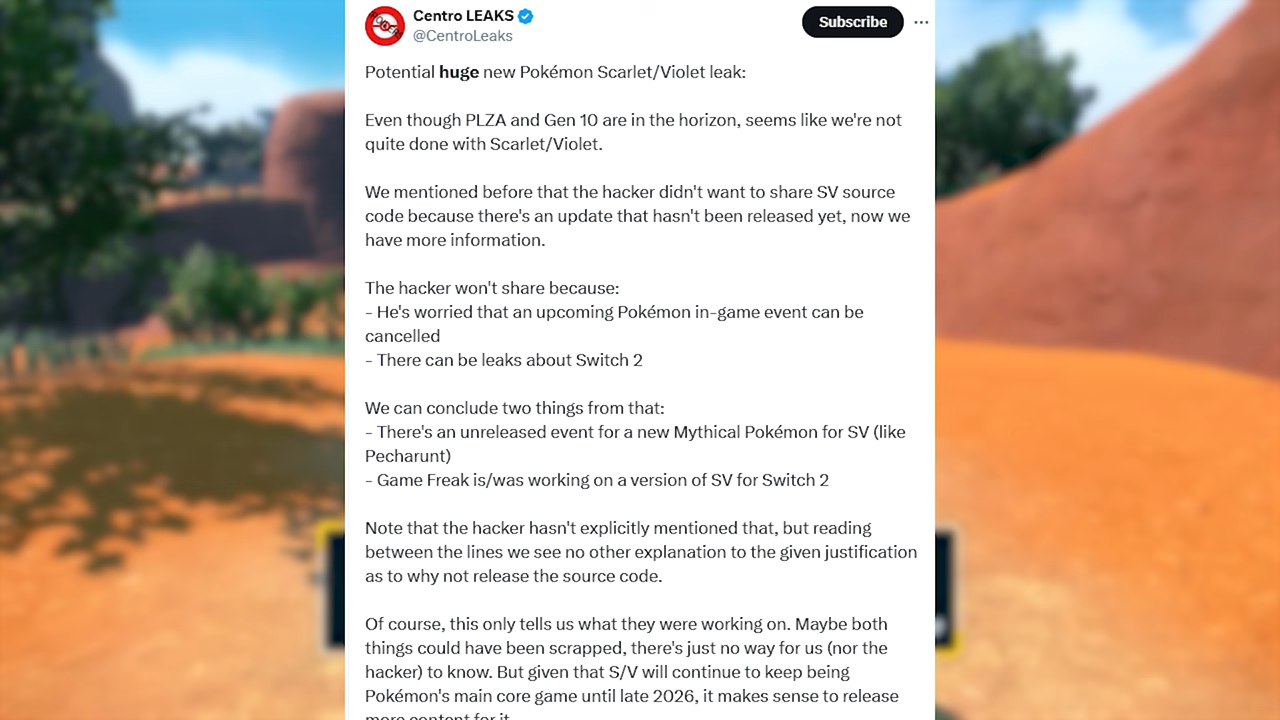 Centro LEAKS
@CentroLeaks
Subscribe
Potential huge new Pokémon Scarlet/Violet leak:
Even though PLZA and Gen 10 are in the horizon, seems like we're not
quite done with Scarlet/Violet.
We mentioned before that the hacker didn't want to share SV source
code because there's an update that hasn't been released yet, now we
have more information.
The hacker won't share because:
- He's worried that an upcoming Pokémon in-game event can be
cancelled
- There can be leaks about Switch 2
We can conclude two things from that:
- There's an unreleased event for a new Mythical Pokémon for SV (like
Pecharunt)
- Game Freak is/was working on a version of SV for Switch 2
Note that the hacker hasn't explicitly mentioned that, but reading
between the lines we see no other explanation to the given justification
as to why not release the source code.
Of course, this only tells us what they were working on. Maybe both
things could have been scrapped, there's just no way for us (nor the
hacker) to know. But given that S/V will continue to keep being
Pokémon's main core game until late 2026, it makes sense to release
more content for it